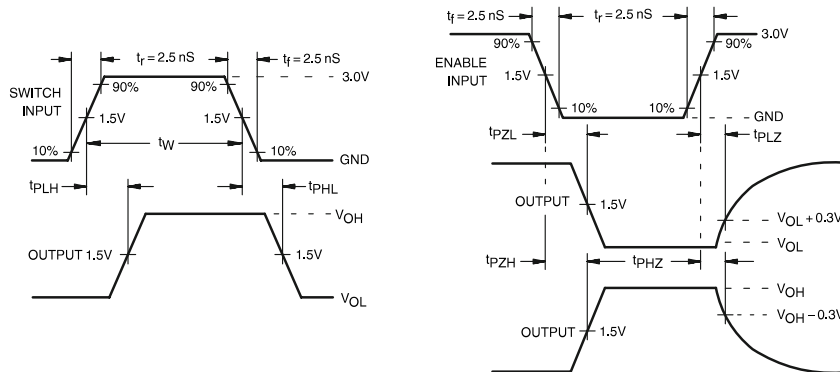 tr = 2.5 nS
tf = 2.5 nS
SWITCH
INPUT
90%
90%
3.0V
1.5V
1.5V
tW
10%
10%
GND
tPLH
tPHL
VOH
OUTPUT
1.5V
1.5V
VOL
tf = 2.5 nS
tr = 2.5 nS
90%
90%
3.0V
ENABLE
INPUT
1.5V
1.5V
10%
10%
GND
tPZL
tPLZ
OUTPUT
1.5V
VOL + 0.3V
VOL
tPZH
tPHZ
VOH
VOH – 0.3V
OUTPUT
1.5V